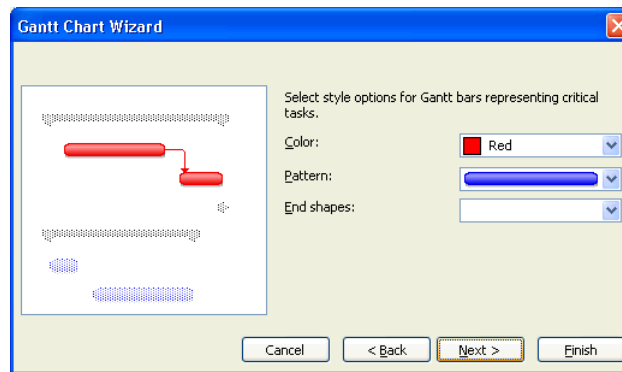 Gantt Chart Wizard
Select style options for Gantt bars representing critical
tasks.
Color:
Red
Pattern:
End shapes:
Cancel
< Back
Next >
Finish